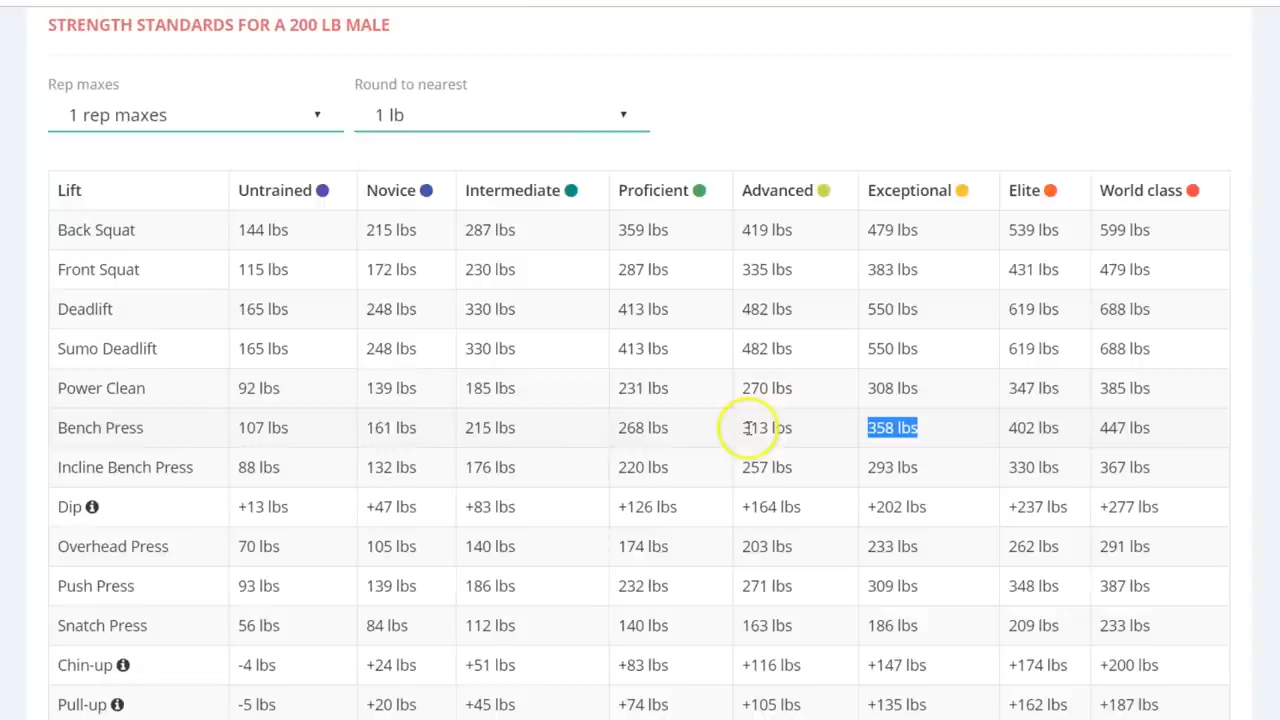 STRENGTH STANDARDS FOR A 200 LB MALE
Rep maxes Round to nearest
1 rep maxes 1 lb
Lift Untrained Novice Intermediate Proficient Advanced Exceptional Elite World class
Back Squat 144 lbs 215 lbs 287 lbs 359 lbs 419 lbs 479 lbs 539 lbs 599 lbs
Front Squat 115 lbs 172 lbs 230 lbs 287 lbs 335 lbs 383 lbs 431 lbs 479 lbs
Deadlift 165 lbs 248 lbs 330 lbs 413 lbs 482 lbs 550 lbs 619 lbs 688 lbs
Sumo Deadlift 165 lbs 248 lbs 330 lbs 413 lbs 482 lbs 550 lbs 619 lbs 688 lbs
Power Clean 92 lbs 139 lbs 185 lbs 231 lbs 270 lbs 308 lbs 347 lbs 385 lbs
Bench Press 107 lbs 161 lbs 215 lbs 268 lbs 313 lbs 358 lbs 402 lbs 447 lbs
Incline Bench Press 88 lbs 132 lbs 176 lbs 220 lbs 257 lbs 293 lbs 330 lbs 367 lbs
Dip +13 lbs +47 lbs +83 lbs +126 lbs +164 lbs +202 lbs +237 lbs +277 lbs
Overhead Press 70 lbs 105 lbs 140 lbs 174 lbs 203 lbs 233 lbs 262 lbs 291 lbs
Push Press 93 lbs 139 lbs 186 lbs 232 lbs 271 lbs 309 lbs 348 lbs 387 lbs
Snatch Press 56 lbs 84 lbs 112 lbs 140 lbs 163 lbs 186 lbs 209 lbs 233 lbs
Chin-up -4 lbs +24 lbs +51 lbs +83 lbs +116 lbs +147 lbs +174 lbs +200 lbs
Pull-up -5 lbs +20 lbs +45 lbs +74 lbs +105 lbs +135 lbs +162 lbs +187 lbs